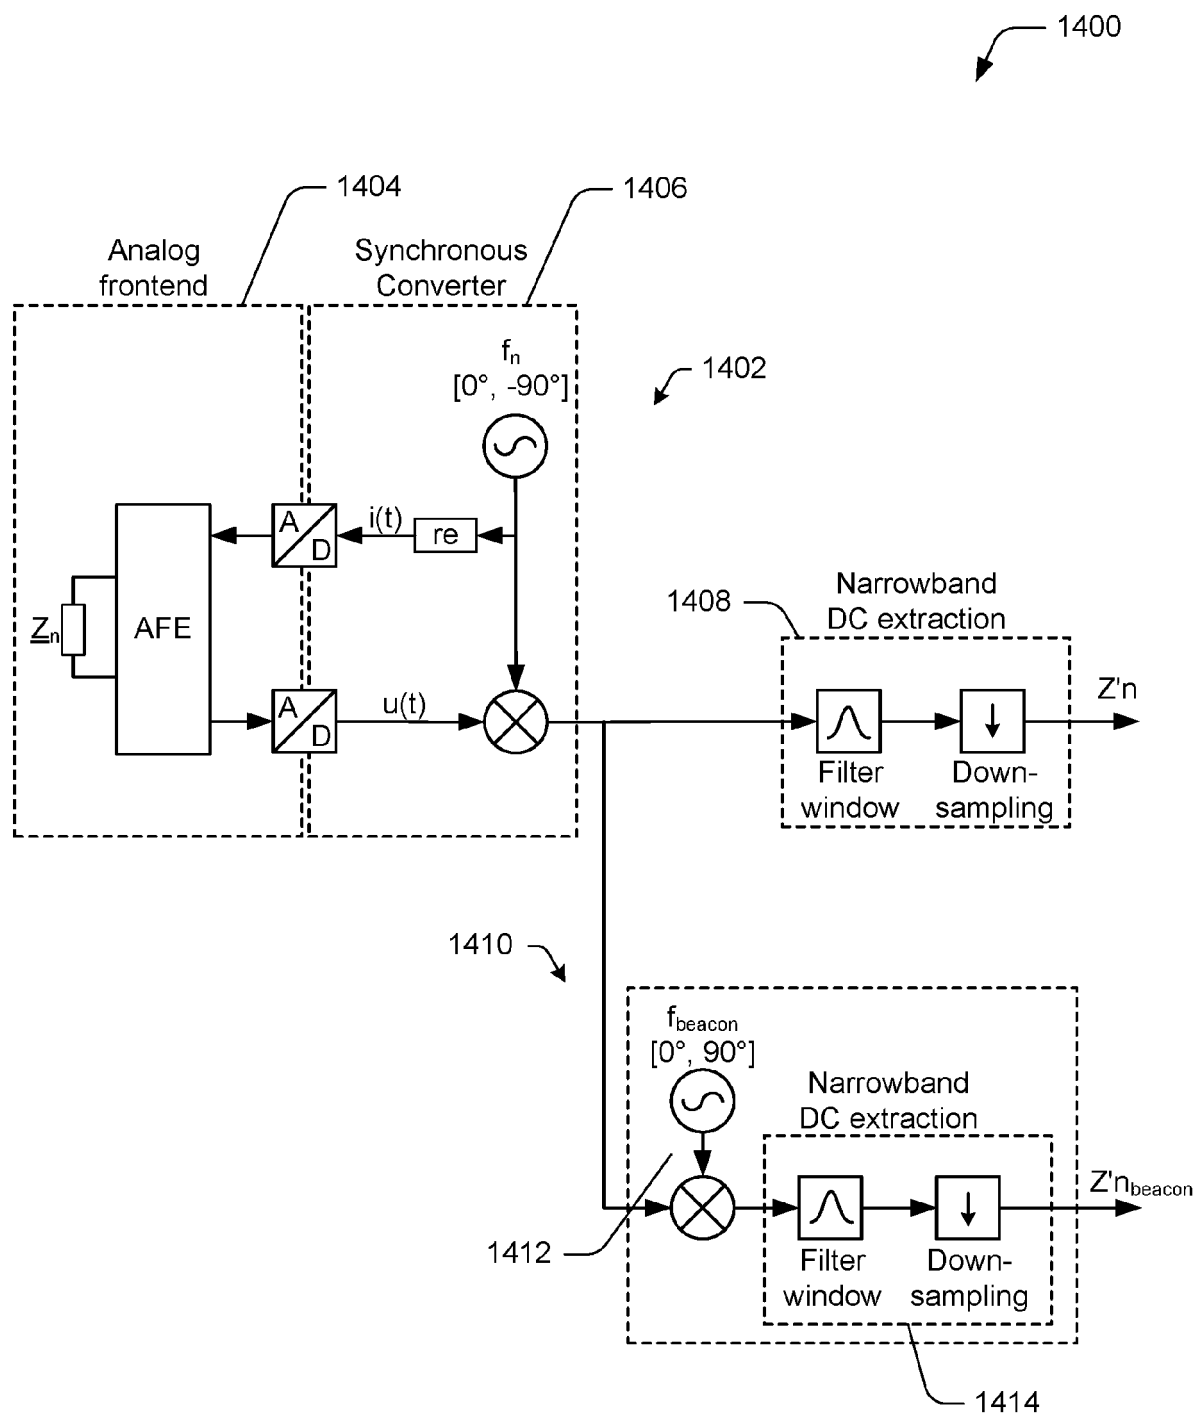 1400
1404
1406
Analog
frontend
Synchronous
Converter
fn
[0°, -90°]
1402
A
D
i(t)
re
Zn
AFE
A
D
u(t)
1408
Narrowband
DC extraction
Z'n
Filter
window
Down-
sampling
1410
fbeacon
[0°, 90°]
Narrowband
DC extraction
Z'nbeacon
1412
Filter
window
Down-
sampling
1414